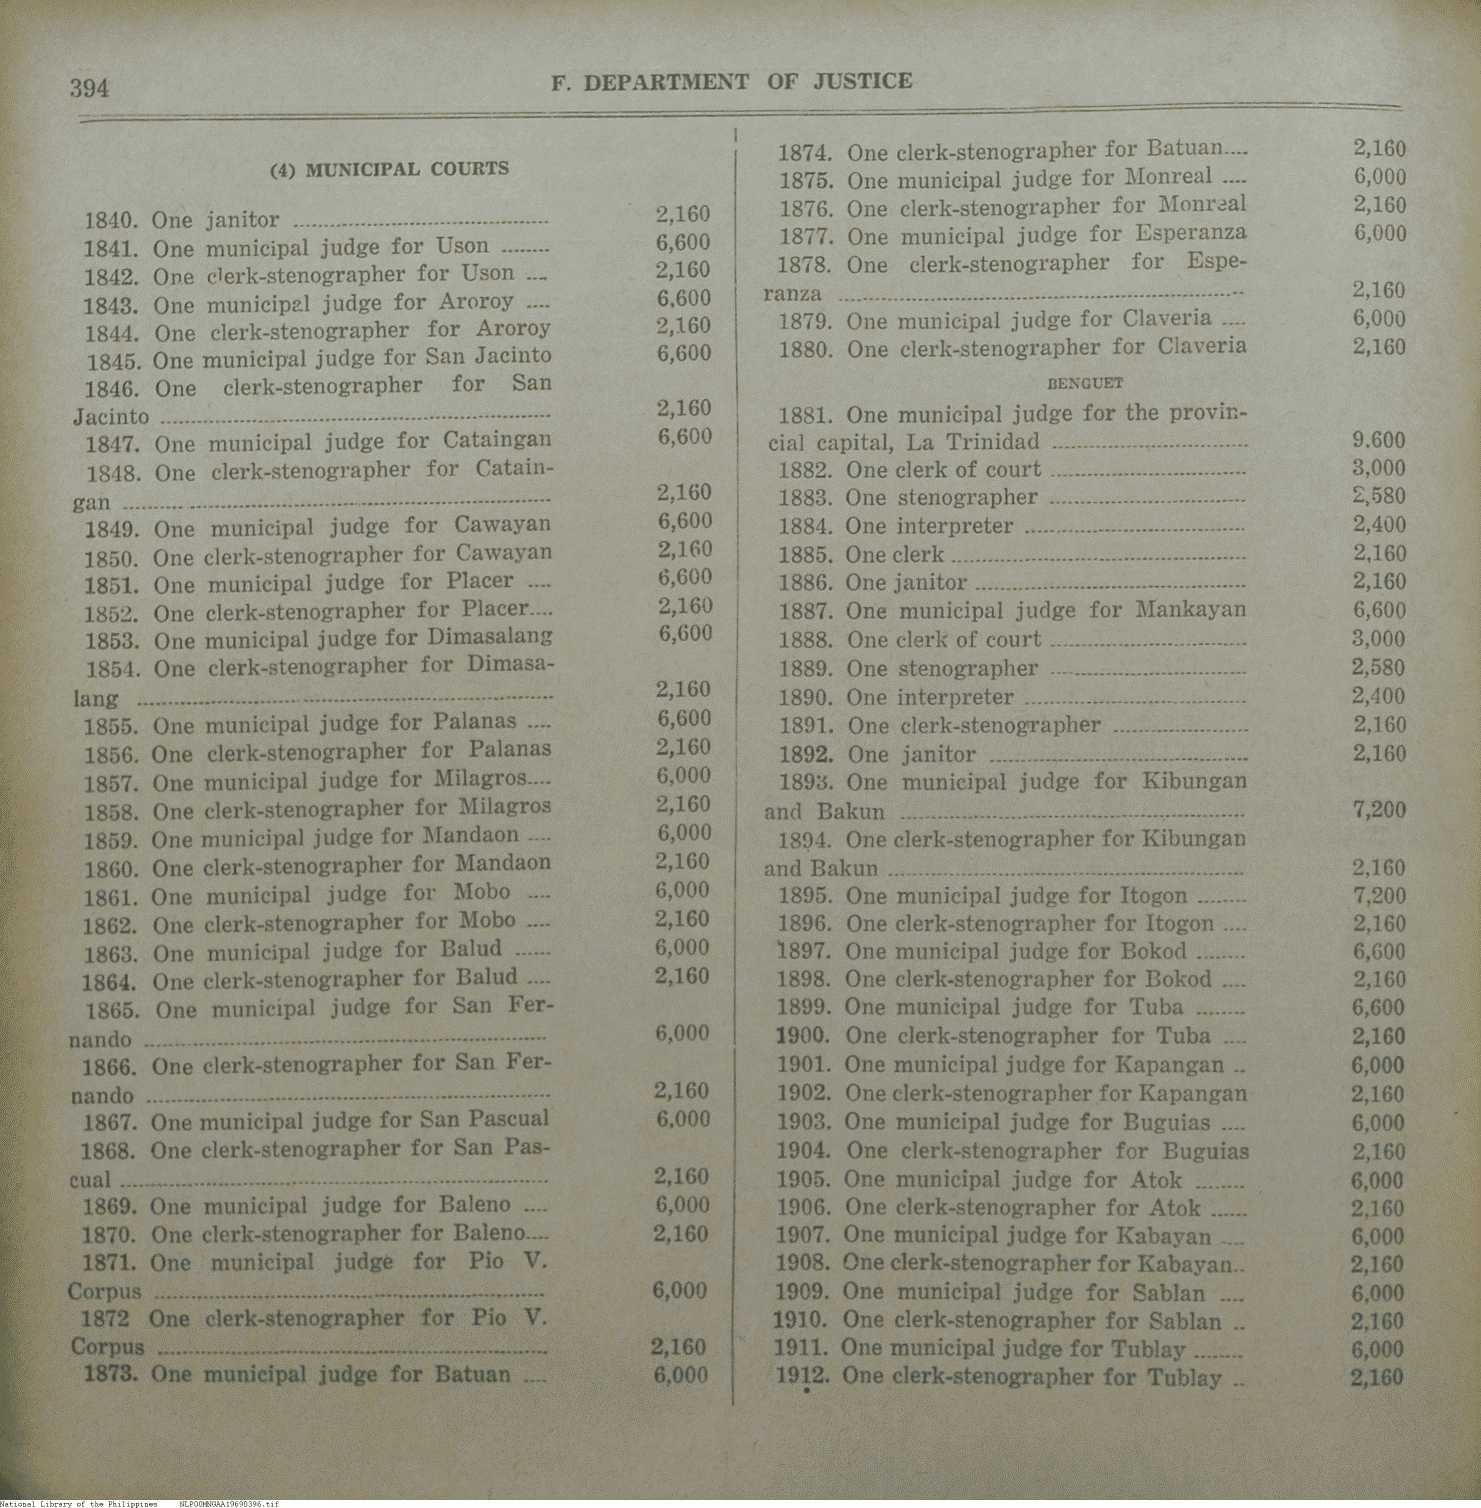 394
F. DEPARTMENT OF JUSTICE
(4) MUNICIPAL COURTS
1840. One janitor .......... 2,160
1841. One municipal judge for Uson ........ 6,600
1842. One clerk-stenographer for Uson .... 2,160
1843. One municipal judge for Aroroy .... 6,600
1844. One clerk-stenographer for Aroroy 2,160
1845. One municipal judge for San Jacinto 6,600
1846. One clerk-stenographer for San
Jacinto .......... 2,160
1847. One municipal judge for Cataingan 6,600
1848. One clerk-stenographer for Catain-
gan .......... 2,160
1849. One municipal judge for Cawayan 6,600
1850. One clerk-stenographer for Cawayan 2,160
1851. One municipal judge for Placer .... 6,600
1852. One clerk-stenographer for Placer.... 2,160
1853. One municipal judge for Dimasalang 6,600
1854. One clerk-stenographer for Dimasa-
lang .......... 2,160
1855. One municipal judge for Palanas .... 6,600
1856. One clerk-stenographer for Palanas 2,160
1857. One municipal judge for Milagros.... 6,000
1858. One clerk-stenographer for Milagros 2,160
1859. One municipal judge for Mandaon .... 6,000
1860. One clerk-stenographer for Mandaon 2,160
1861. One municipal judge for Mobo .... 6,000
1862. One clerk-stenographer for Mobo .... 2,160
1863. One municipal judge for Balud ...... 6,000
1864. One clerk-stenographer for Balud .... 2,160
1865. One municipal judge for San Fer-
nando .......... 6,000
1866. One clerk-stenographer for San Fer-
nando .......... 2,160
1867. One municipal judge for San Pascual 6,000
1868. One clerk-stenographer for San Pas-
cual .......... 2,160
1869. One municipal judge for Baleno .... 6,000
1870. One clerk-stenographer for Baleno.... 2,160
1871. One municipal judge for Pio V.
Corpus .......... 6,000
1872 One clerk-stenographer for Pio V.
Corpus .......... 2,160
1873. One municipal judge for Batuan .... 6,000
1874. One clerk-stenographer for Batuan.... 2,160
1875. One municipal judge for Monreal .... 6,000
1876. One clerk-stenographer for Monreal 2,160
1877. One municipal judge for Esperanza 6,000
1878. One clerk-stenographer for Espe-
ranza .......... 2,160
1879. One municipal judge for Claveria .... 6,000
1880. One clerk-stenographer for Claveria 2,160
BENGUET
1881. One municipal judge for the provin-
cial capital, La Trinidad .......... 9.600
1882. One clerk of court .......... 3,000
1883. One stenographer .......... 2,580
1884. One interpreter .......... 2,400
1885. One clerk .......... 2,160
1886. One janitor .......... 2,160
1887. One municipal judge for Mankayan 6,600
1888. One clerk of court .......... 3,000
1889. One stenographer .......... 2,580
1890. One interpreter .......... 2,400
1891. One clerk-stenographer .......... 2,160
1892. One janitor .......... 2,160
1893. One municipal judge for Kibungan
and Bakun .......... 7,200
1894. One clerk-stenographer for Kibungan
and Bakun .......... 2,160
1895. One municipal judge for Itogon ........ 7,200
1896. One clerk-stenographer for Itogon .... 2,160
1897. One municipal judge for Bokod ........ 6,600
1898. One clerk-stenographer for Bokod .... 2,160
1899. One municipal judge for Tuba ........ 6,600
1900. One clerk-stenographer for Tuba .... 2,160
1901. One municipal judge for Kapangan .. 6,000
1902. One clerk-stenographer for Kapangan 2,160
1903. One municipal judge for Buguias .... 6,000
1904. One clerk-stenographer for Buguias 2,160
1905. One municipal judge for Atok ........ 6,000
1906. One clerk-stenographer for Atok ...... 2,160
1907. One municipal judge for Kabayan .... 6,000
1908. One clerk-stenographer for Kabayan.. 2,160
1909. One municipal judge for Sablan .... 6,000
1910. One clerk-stenographer for Sablan .. 2,160
1911. One municipal judge for Tublay ........ 6,000
1912. One clerk-stenographer for Tublay .. 2,160
National Library of the Philippines NLP00MNGAA19690396.tif